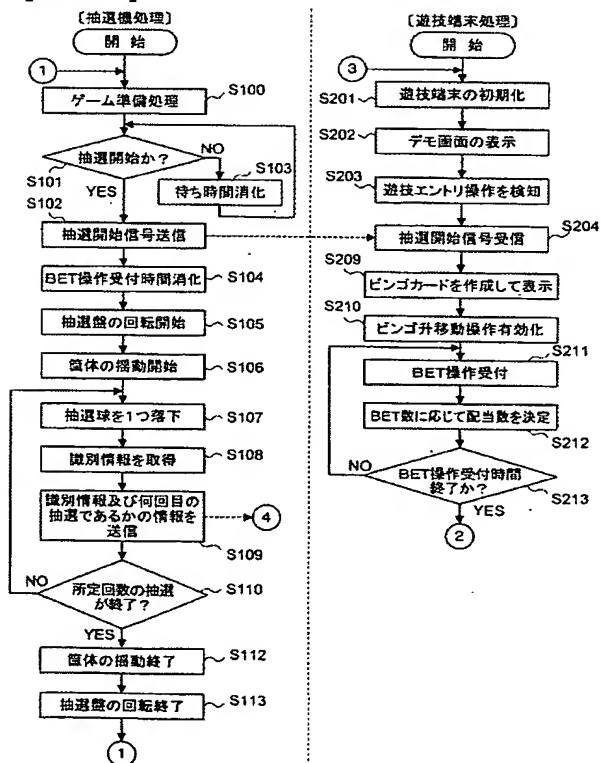 〔抽選機処理〕
開 始
1
ゲーム準備処理
S100
抽選開始か？
NO
S103
S101
YES
待ち時間消化
S102
抽選開始信号送信
S104
BET操作受付時間消化
S105
抽選盤の回転開始
S106
筐体の揺動開始
S107
抽選球を1つ落下
S108
識別情報を取得
識別情報及び何回目の
抽選であるかの情報を
送信
4
S109
NO
所定回数の抽選
が終了？
S110
YES
S112
筐体の揺動終了
S113
抽選盤の回転終了
1
〔遊技端末処理〕
開 始
3
S201
遊技端末の初期化
S202
デモ画面の表示
S203
遊技エントリ操作を検知
S204
抽選開始信号受信
S209
ビンゴカードを作成して表示
S210
ビンゴ升移動操作有効化
S211
BET操作受付
BET数に応じて配当数を決定
S212
NO
BET操作受付時間
終了か？
S213
YES
2